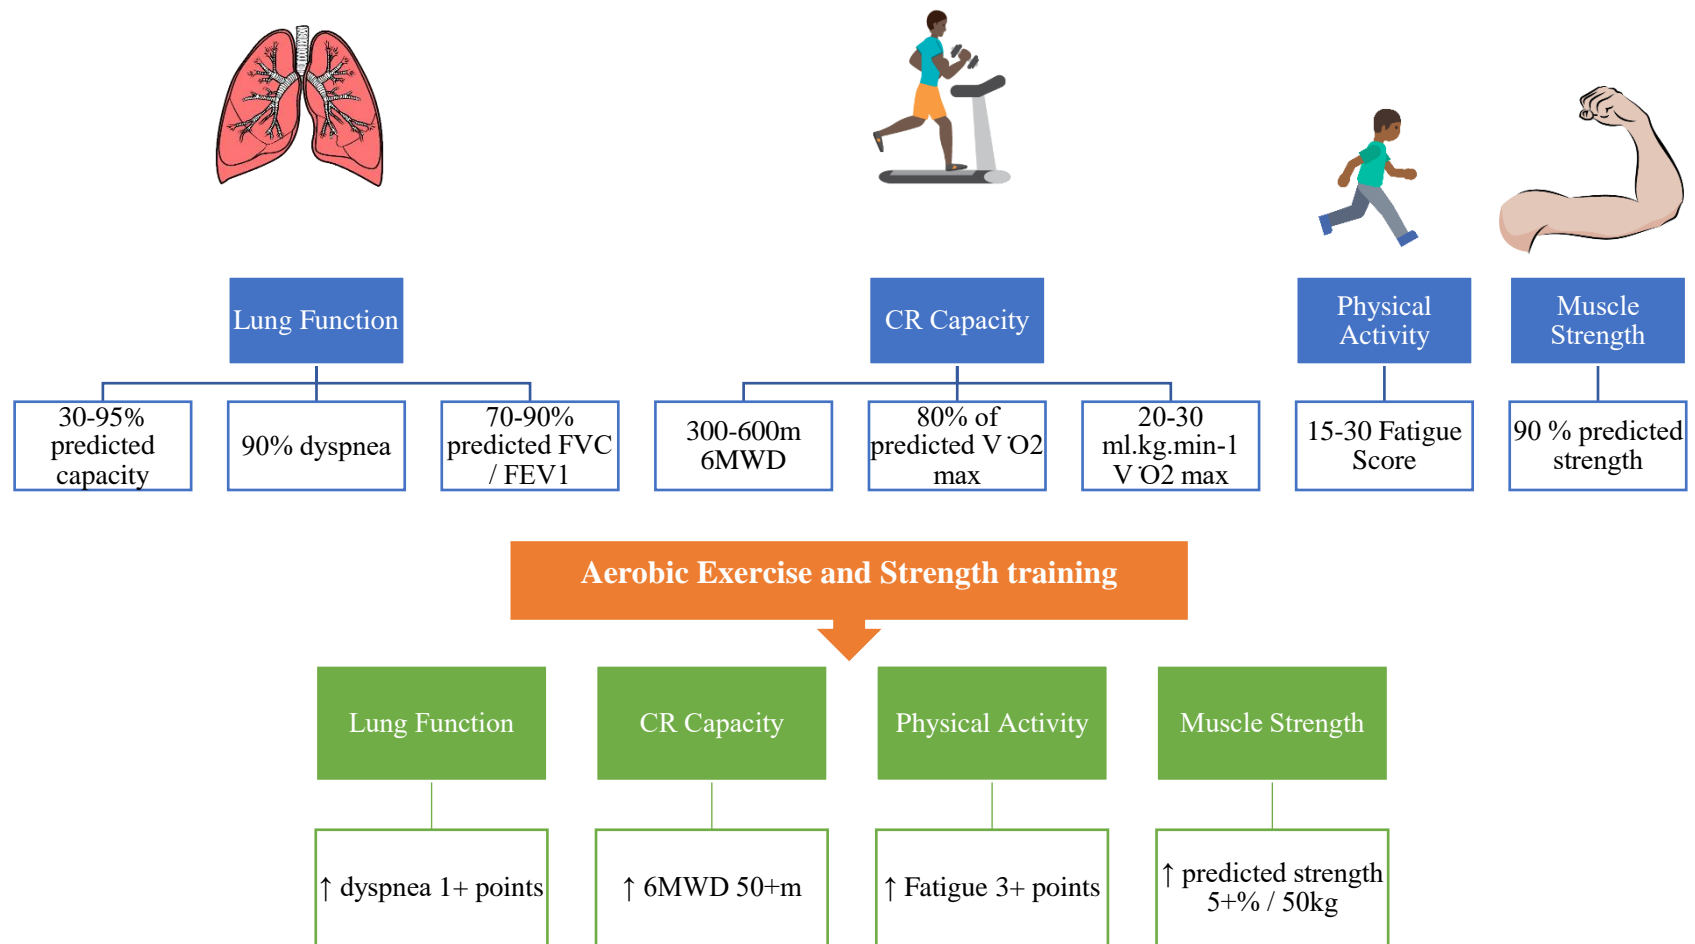 Lung Function
CR Capacity
Physical
Activity
Muscle
Strength
30-95%
predicted
capacity
90% dyspnea
70-90%
predicted FVC
/ FEV1
300-600m
6MWD
80% of
predicted V̇O2
max
20-30
ml.kg.min-1
V̇O2 max
15-30 Fatigue
Score
90 % predicted
strength
Aerobic Exercise and Strength training
Lung Function
CR Capacity
Physical Activity
Muscle Strength
↑ dyspnea 1+ points
↑ 6MWD 50+m
↑ Fatigue 3+ points
↑ predicted strength
5+% / 50kg